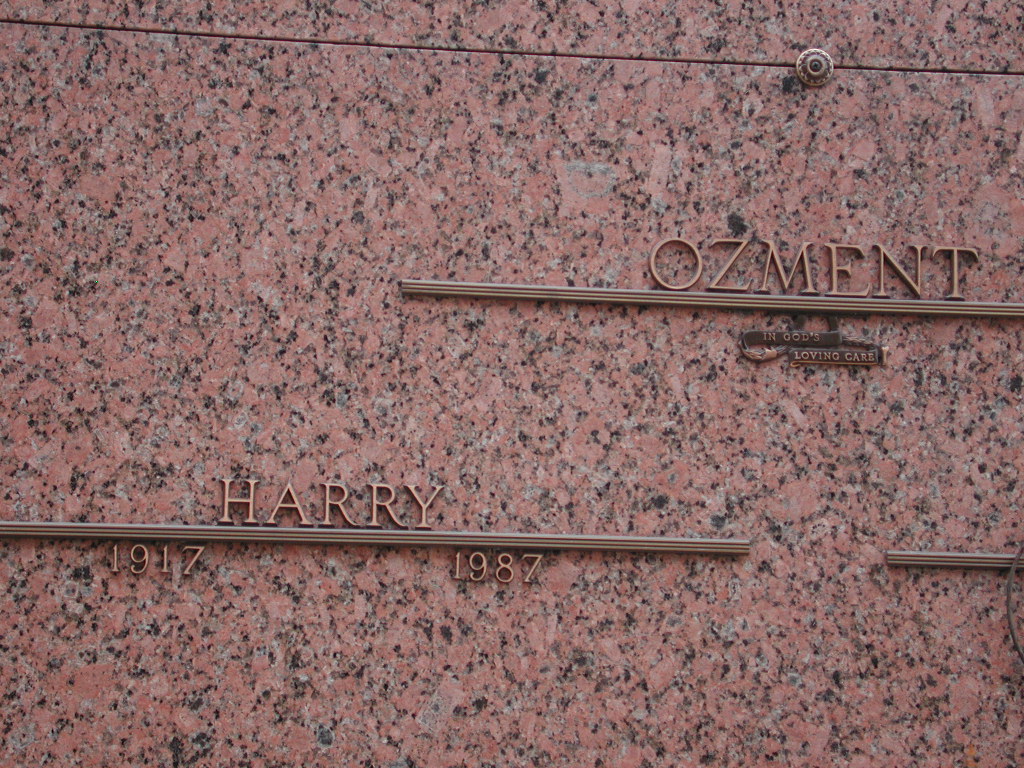 OZMENT
IN GOD'S
LOVING CARE
HARRY
1917 1987